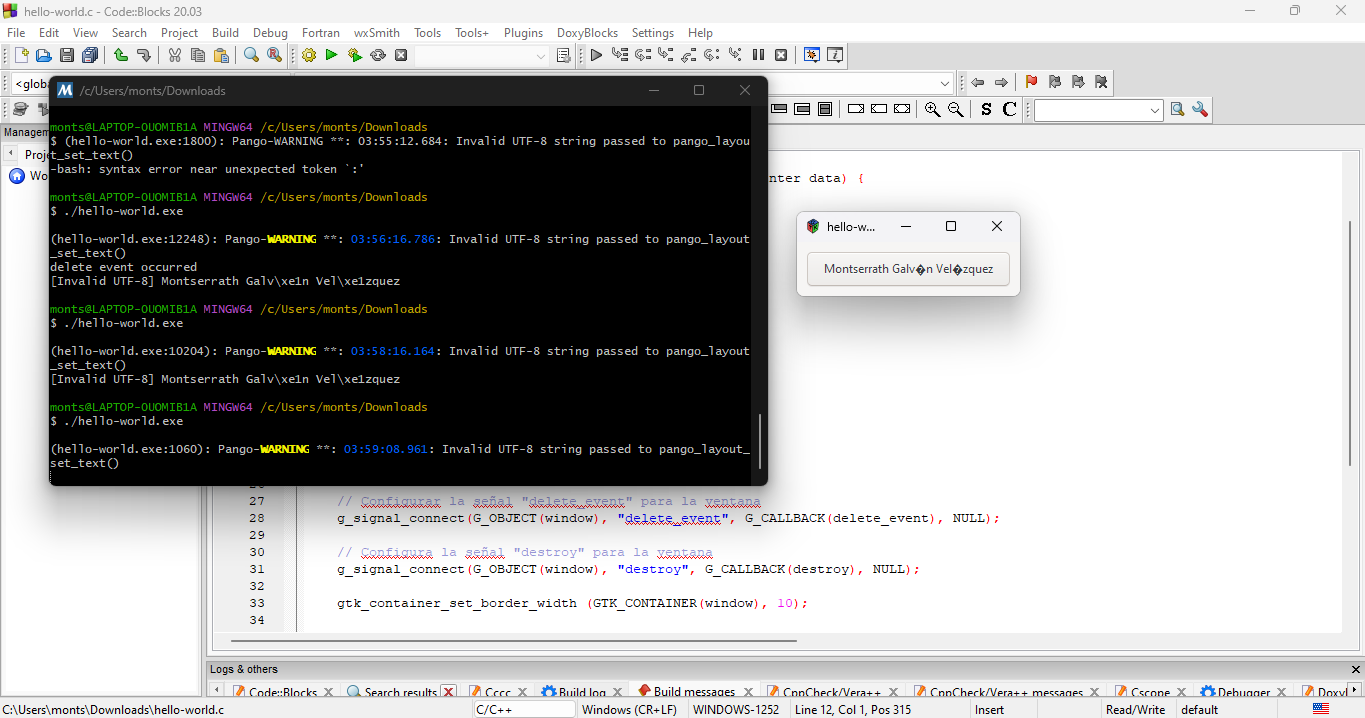 hello-world.c - Code::Blocks 20.03
File Edit View Search Project Build Debug Fortran wxSmith Tools Tools+ Plugins DoxyBlocks Settings Help
<globa
/c/Users/monts/Downloads
S C
Managem
Proje
Wo
monts@LAPTOP-OUOMIB1A MINGW64 /c/Users/monts/Downloads
$ (hello-world.exe:1800): Pango-WARNING **: 03:55:12.684: Invalid UTF-8 string passed to pango_layou
t_set_text()
-bash: syntax error near unexpected token `:'
monts@LAPTOP-OUOMIB1A MINGW64 /c/Users/monts/Downloads
$ ./hello-world.exe
(hello-world.exe:12248): Pango-WARNING **: 03:56:16.786: Invalid UTF-8 string passed to pango_layout
_set_text()
delete event occurred
[Invalid UTF-8] Montserrath Galv\xe1n Vel\xe1zquez
monts@LAPTOP-OUOMIB1A MINGW64 /c/Users/monts/Downloads
$ ./hello-world.exe
(hello-world.exe:10204): Pango-WARNING **: 03:58:16.164: Invalid UTF-8 string passed to pango_layout
_set_text()
[Invalid UTF-8] Montserrath Galv\xe1n Vel\xe1zquez
monts@LAPTOP-OUOMIB1A MINGW64 /c/Users/monts/Downloads
$ ./hello-world.exe
(hello-world.exe:1060): Pango-WARNING **: 03:59:08.961: Invalid UTF-8 string passed to pango_layout_
set_text()
nter data) {
hello-w...
Montserrath Galv�n Vel�zquez
27 // Configurar la señal "delete_event" para la ventana
28 g_signal_connect(G_OBJECT(window), "delete_event", G_CALLBACK(delete_event), NULL);
29
30 // Configura la señal "destroy" para la ventana
31 g_signal_connect(G_OBJECT(window), "destroy", G_CALLBACK(destroy), NULL);
32
33 gtk_container_set_border_width (GTK_CONTAINER(window), 10);
34
Logs & others
Code::Blocks Search results Cccc Build log Build messages CppCheck/Vera++ CppCheck/Vera++ messages Cscope Debugger DoxyBl
C:\Users\monts\Downloads\hello-world.c C/C++ Windows (CR+LF) WINDOWS-1252 Line 12, Col 1, Pos 315 Insert Read/Write default